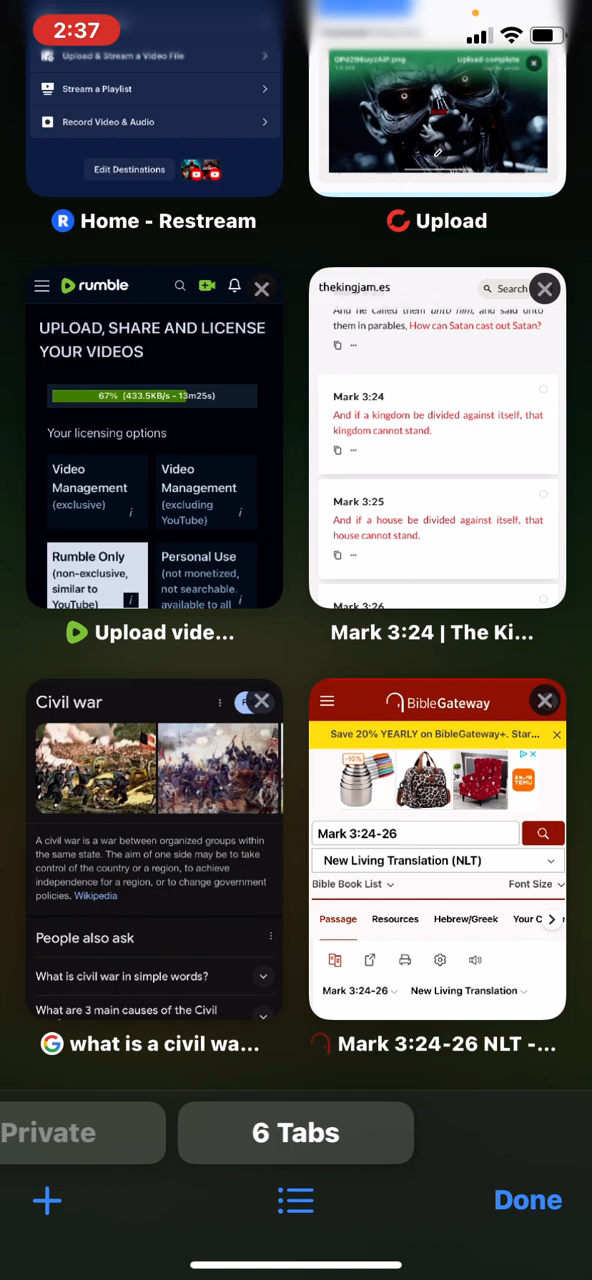 2:37
Upload & Stream a Video File
Stream a Playlist
Record Video & Audio
Edit Destinations
R Home - Restream
Upload complete
Upload
rumble
UPLOAD, SHARE AND LICENSE
YOUR VIDEOS
67% (433.5KB/s - 13m25s)
Your licensing options
Video
Management
(exclusive)
i
Video
Management
(excluding
YouTube)
i
Rumble Only
(non-exclusive,
similar to
YouTube)
i
Personal Use
(not monetized,
not searchable,
available to all
i
Upload vide...
thekingjam.es
Search
And he called them unto him, and said unto
them in parables, How can Satan cast out Satan?
Mark 3:24
And if a kingdom be divided against itself, that
kingdom cannot stand.
Mark 3:25
And if a house be divided against itself, that
house cannot stand.
Mark 3:26
Mark 3:24 | The Ki...
Civil war
A civil war is a war between organized groups within
the same state. The aim of one side may be to take
control of the country or a region, to achieve
independence for a region, or to change government
policies. Wikipedia
People also ask
What is civil war in simple words?
What are 3 main causes of the Civil
G what is a civil wa...
BibleGateway
Save 20% YEARLY on BibleGateway+. Star...
-10%
TEMU
Mark 3:24-26
New Living Translation (NLT)
Bible Book List
Font Size
Passage
Resources
Hebrew/Greek
Your C
Mark 3:24-26
New Living Translation
Mark 3:24-26 NLT -...
Private
6 Tabs
Done